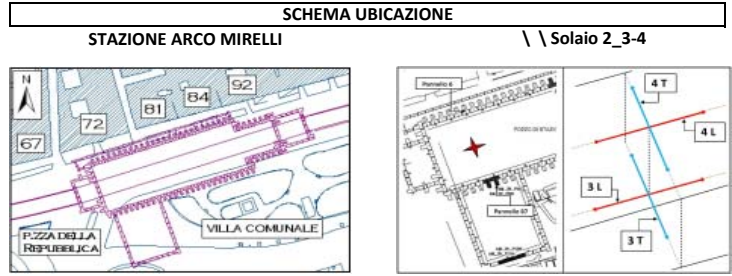 SCHEMA UBICAZIONE
STAZIONE ARCO MIRELLI
\ \ Solaio 2_3-4
N
67
72
81
84
92
P.ZZA DELLA
REPUBBLICA
VILLA COMUNALE
Pannello 6
Pannello 67
4 T
4 L
3 L
3 T